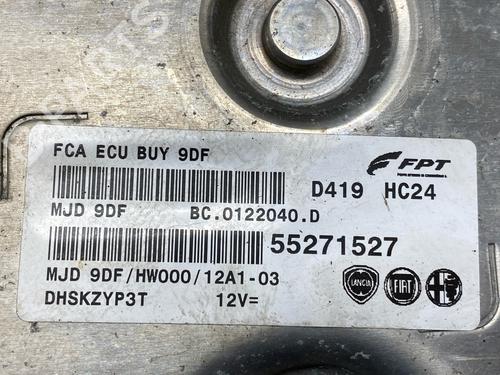 FCA ECU BUY 9DF
FPT
D419 HC24
MJD 9DF BC.0122040.D
55271527
MJD 9DF/HW000/12A1-03
DHSKZYP3T 12V=
LANCIA FIAT